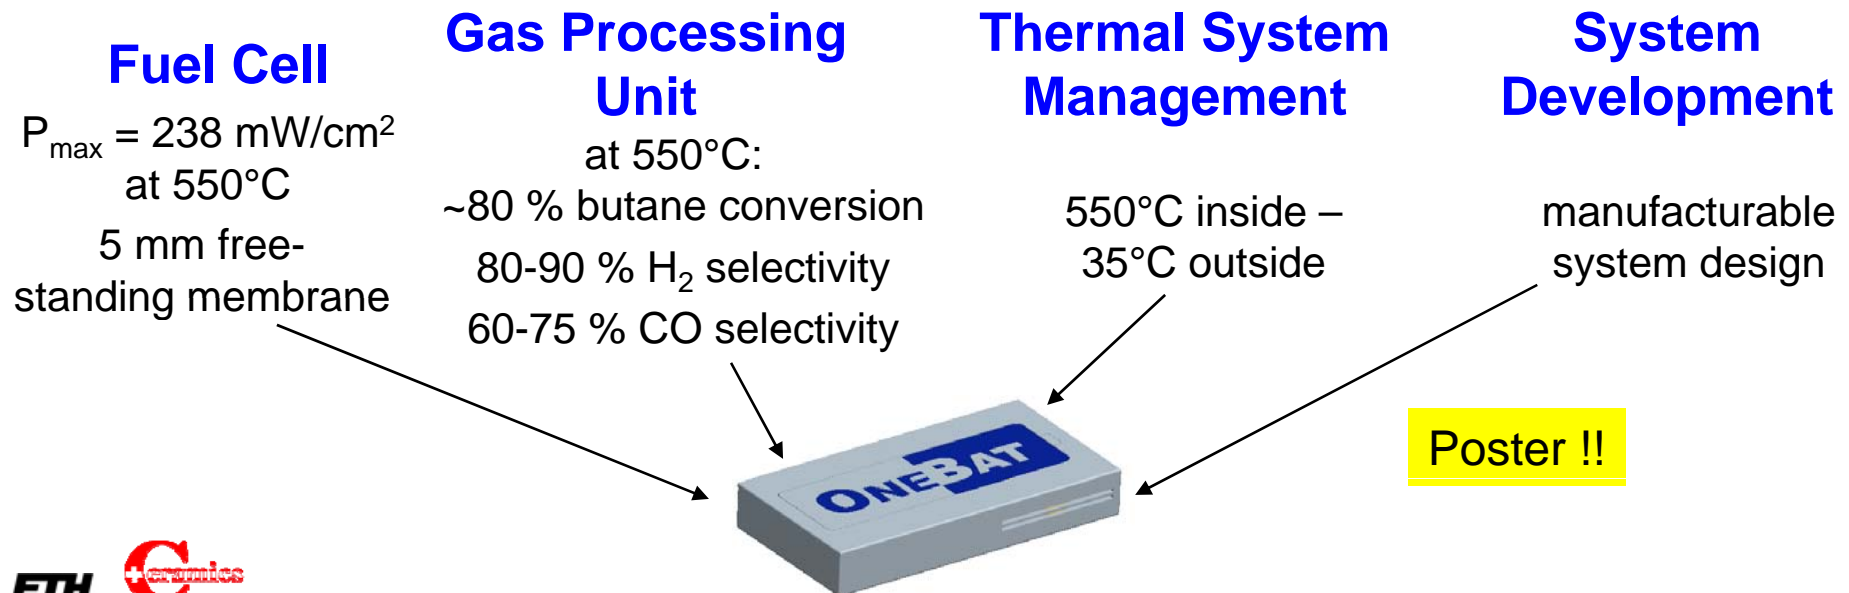 Fuel Cell
P_max = 238 mW/cm²
at 550°C
5 mm free-
standing membrane
Gas Processing
Unit
at 550°C:
~80 % butane conversion
80-90 % H₂ selectivity
60-75 % CO selectivity
Thermal System
Management
550°C inside –
35°C outside
System
Development
manufacturable
system design
Poster !!
ONEBAT
ETH
Ceramics